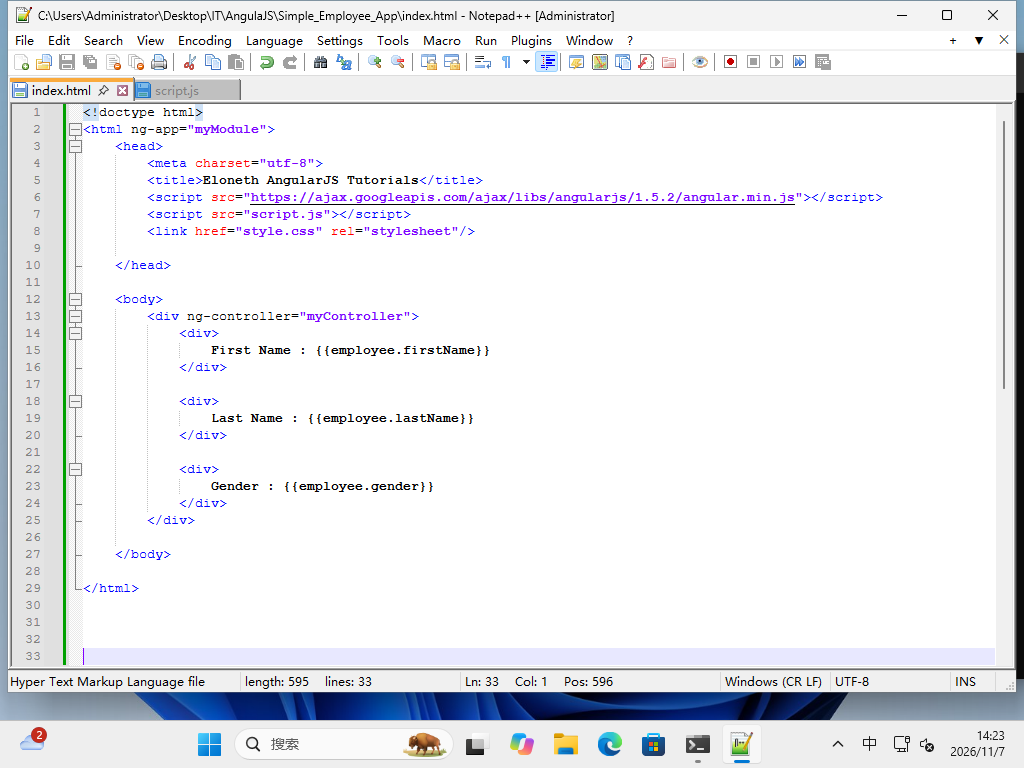 C:\Users\Administrator\Desktop\IT\AngulaJS\Simple_Employee_App\index.html - Notepad++ [Administrator]
File Edit Search View Encoding Language Settings Tools Macro Run Plugins Window ?
index.html script.js
1 <!doctype html>
2 <html ng-app="myModule">
3 <head>
4 <meta charset="utf-8">
5 <title>Eloneth AngularJS Tutorials</title>
6 <script src="https://ajax.googleapis.com/ajax/libs/angularjs/1.5.2/angular.min.js"></script>
7 <script src="script.js"></script>
8 <link href="style.css" rel="stylesheet"/>
9
10 </head>
11
12 <body>
13 <div ng-controller="myController">
14 <div>
15 First Name : {{employee.firstName}}
16 </div>
17
18 <div>
19 Last Name : {{employee.lastName}}
20 </div>
21
22 <div>
23 Gender : {{employee.gender}}
24 </div>
25 </div>
26
27 </body>
28
29 </html>
30
31
32
33
Hyper Text Markup Language file length: 595 lines: 33 Ln: 33 Col: 1 Pos: 596 Windows (CR LF) UTF-8 INS
2 搜索 中 14:23
2026/11/7